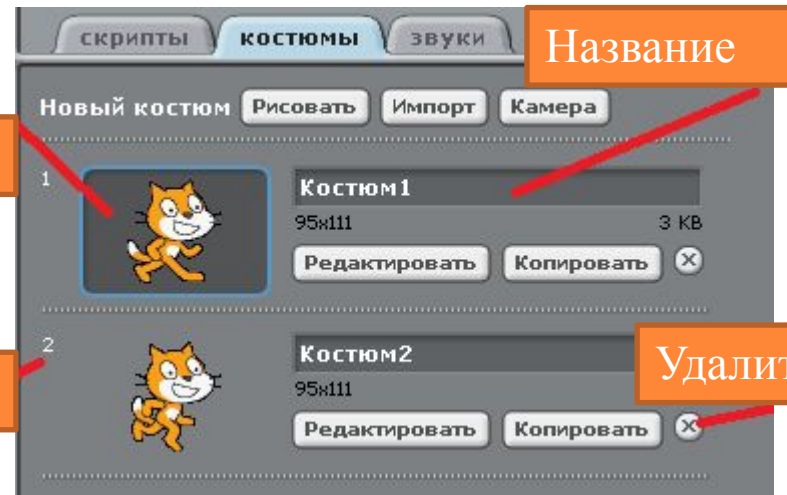 скрипты костюмы звуки
Название
Новый костюм Рисовать Импорт Камера
1
Костюм1
95x111 3 KB
Редактировать Копировать
2
Костюм2
95x111
Удалит
Редактировать Копировать